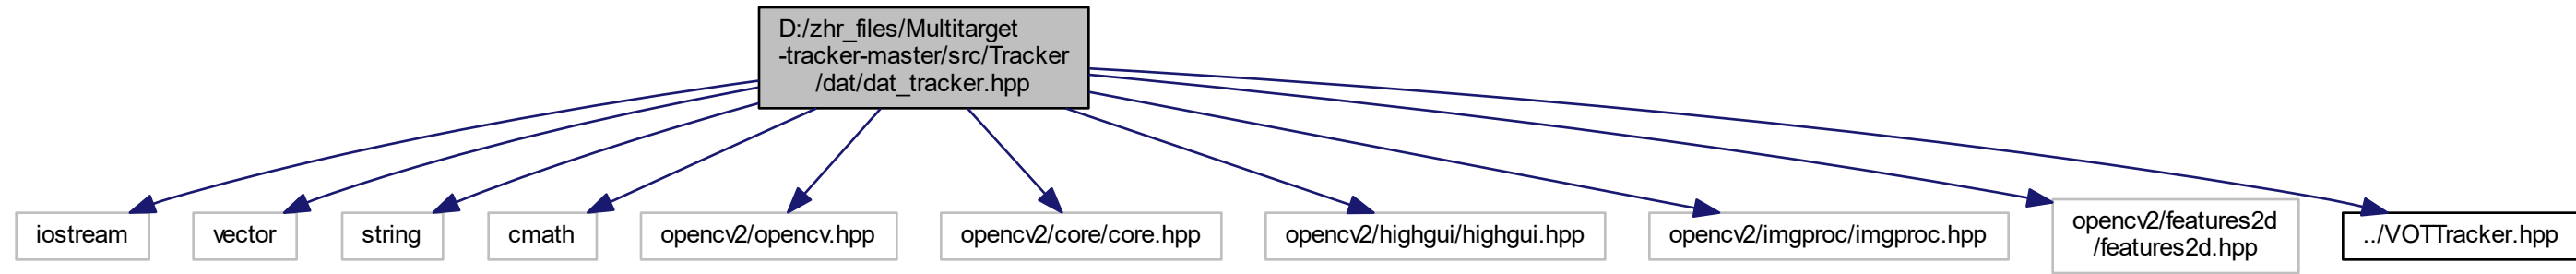 D:/zhr_files/Multitarget
-tracker-master/src/Tracker
/dat/dat_tracker.hpp
iostream
vector
string
cmath
opencv2/opencv.hpp
opencv2/core/core.hpp
opencv2/highgui/highgui.hpp
opencv2/imgproc/imgproc.hpp
opencv2/features2d
/features2d.hpp
../VOTTracker.hpp